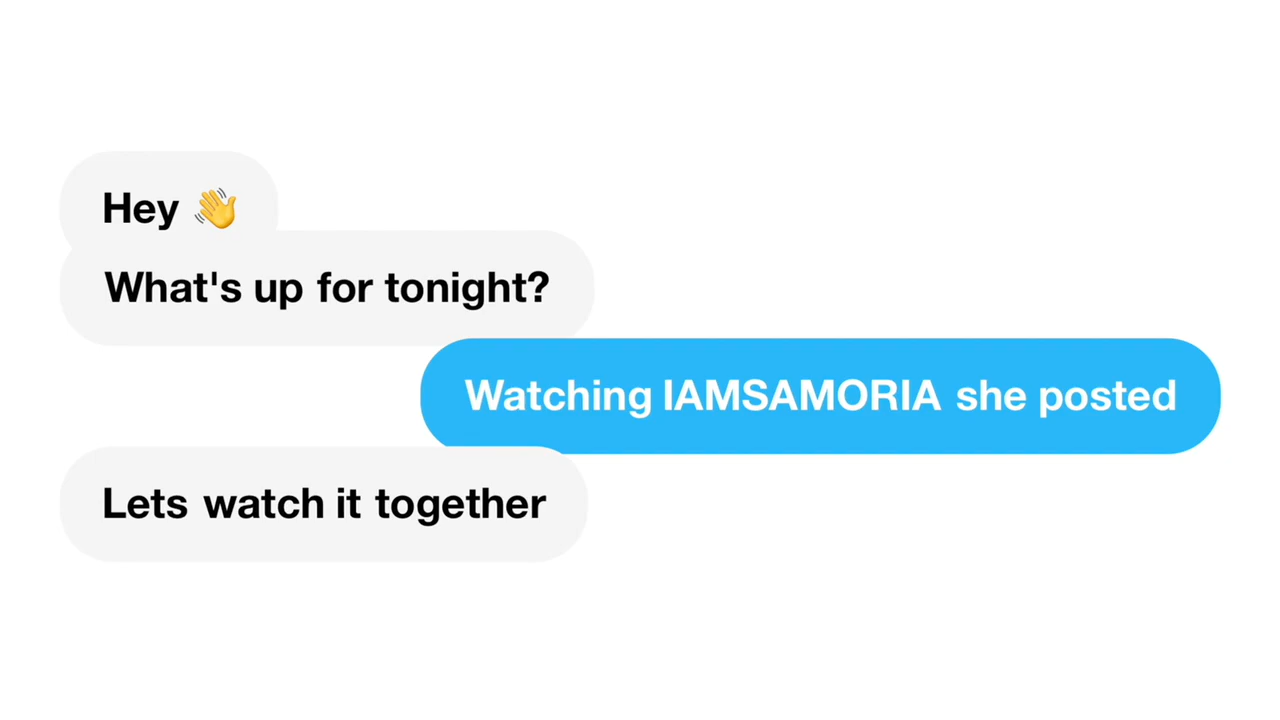 Hey 👋
What's up for tonight?
Watching IAMSAMORIA she posted
Lets watch it together